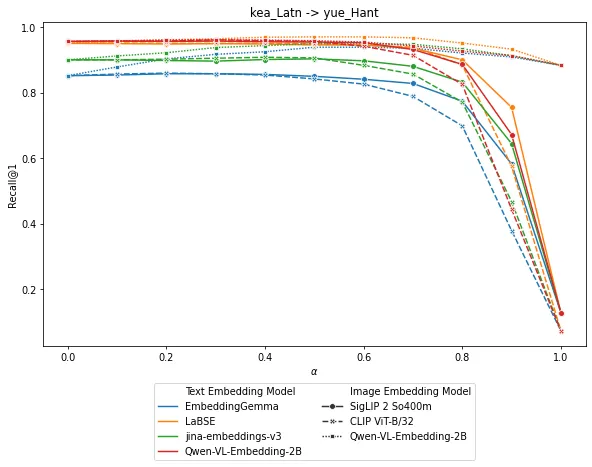 kea_Latn -> yue_Hant
1.0
0.8
0.6
0.4
0.2
Recall@1
0.0 0.2 0.4 0.6 0.8 1.0
α
Text Embedding Model Image Embedding Model
EmbeddingGemma SigLIP 2 So400m
LaBSE CLIP ViT-B/32
jina-embeddings-v3 Qwen-VL-Embedding-2B
Qwen-VL-Embedding-2B